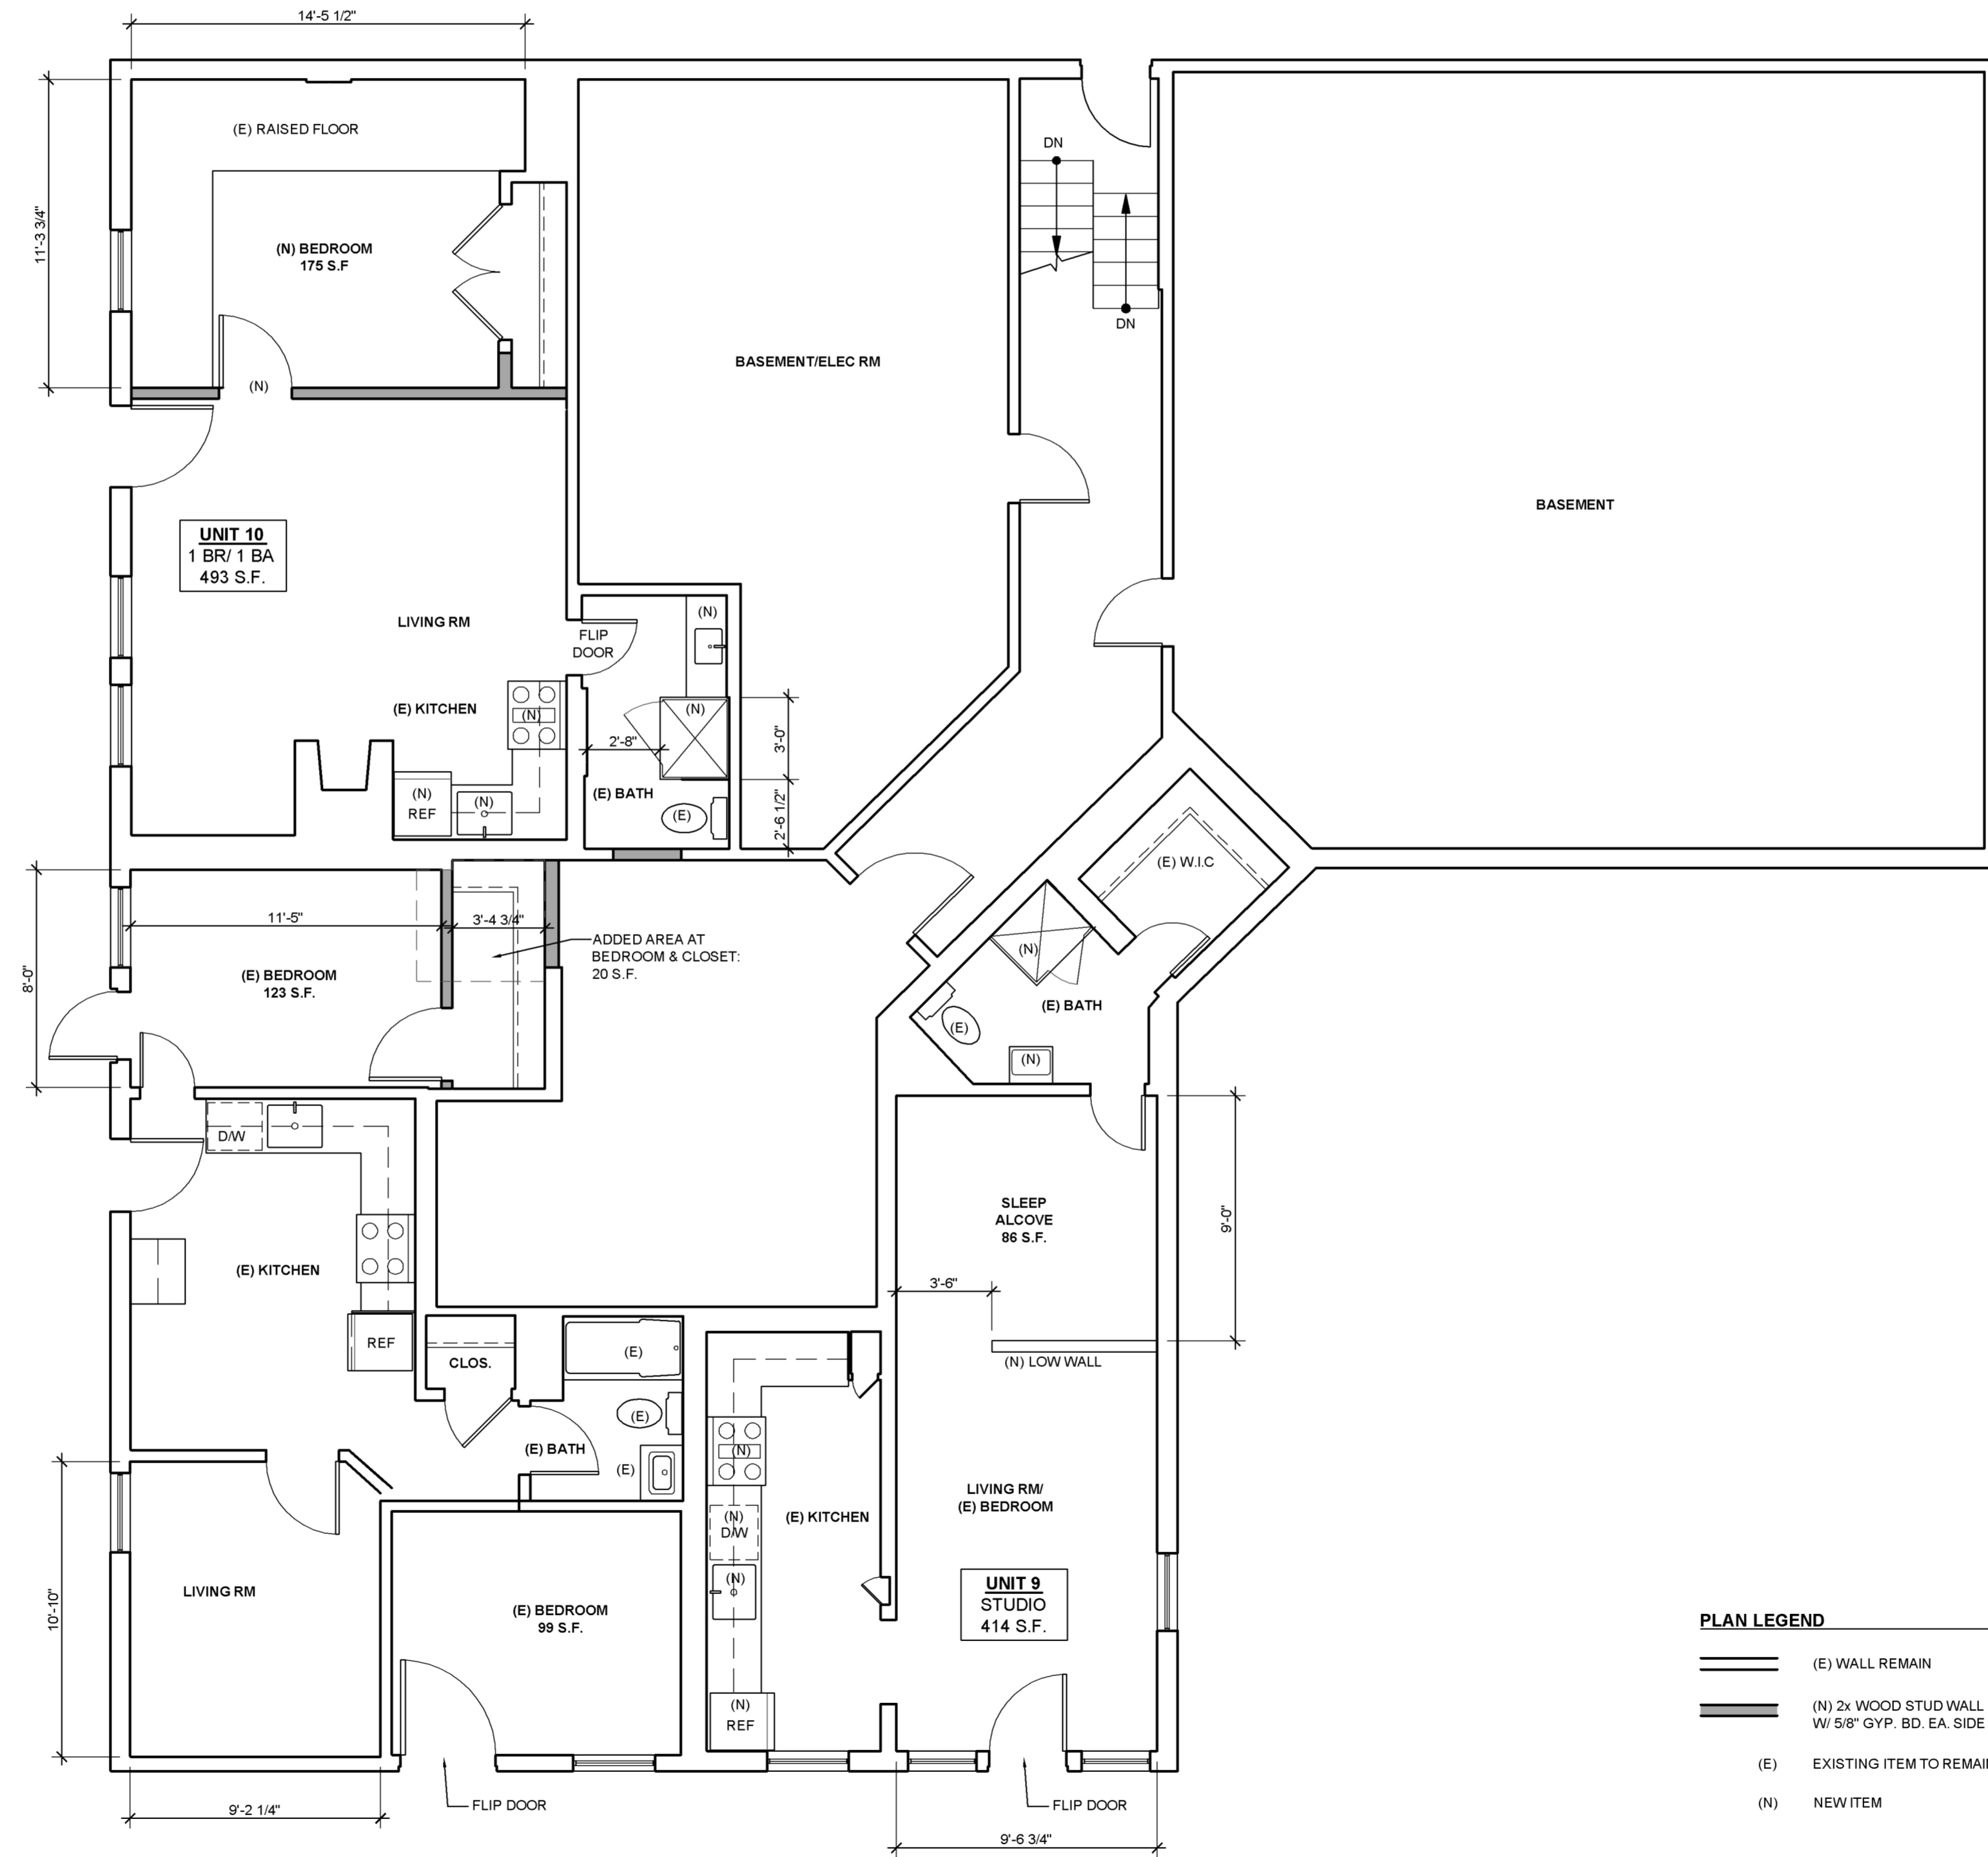 14'-5 1/2"
(E) RAISED FLOOR
11'-3 3/4"
(N) BEDROOM
175 S.F
(N)
DN
DN
BASEMENT/ELEC RM
BASEMENT
UNIT 10
1 BR/ 1 BA
493 S.F.
LIVING RM
FLIP
DOOR
(N)
(E) KITCHEN
(N)
(N)
2'-8"
3'-0"
(N)
REF
(N)
(E) BATH
(E)
2'-6 1/2"
(E) W.I.C
11'-5"
3'-4 3/4"
ADDED AREA AT
BEDROOM & CLOSET:
20 S.F.
8'-0"
(E) BEDROOM
123 S.F.
(N)
(E) BATH
(E)
(N)
D/W
SLEEP
ALCOVE
86 S.F.
9'-0"
(E) KITCHEN
3'-6"
REF
CLOS.
(E)
(N) LOW WALL
(E)
(E) BATH
(E)
(N)
LIVING RM/
(E) BEDROOM
(N)
D/W
(E) KITCHEN
LIVING RM
10'-10"
(E) BEDROOM
99 S.F.
(N)
UNIT 9
STUDIO
414 S.F.
(N)
REF
FLIP DOOR
FLIP DOOR
9'-2 1/4"
9'-6 3/4"
PLAN LEGEND
(E) WALL REMAIN
(N) 2x WOOD STUD WALL
W/ 5/8" GYP. BD. EA. SIDE
(E) EXISTING ITEM TO REMAI
(N) NEW ITEM